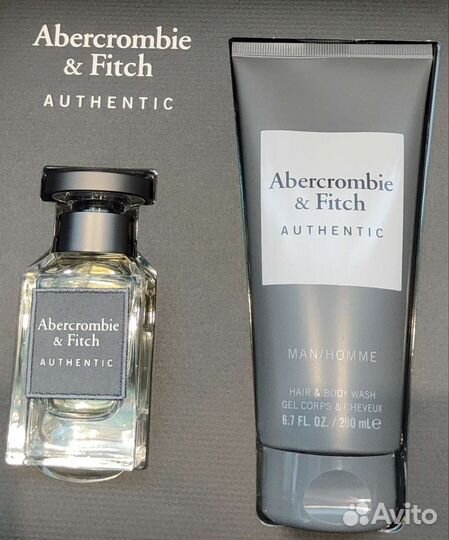 Abercrombie
& Fitch
AUTHENTIC
Abercrombie
& Fitch
AUTHENTIC
Abercrombie
& Fitch
AUTHENTIC
MAN/HOMME
HAIR & BODY WASH
GEL CORPS & CHEVEUX
6.7 FL. OZ. / 200 mL e
Avito